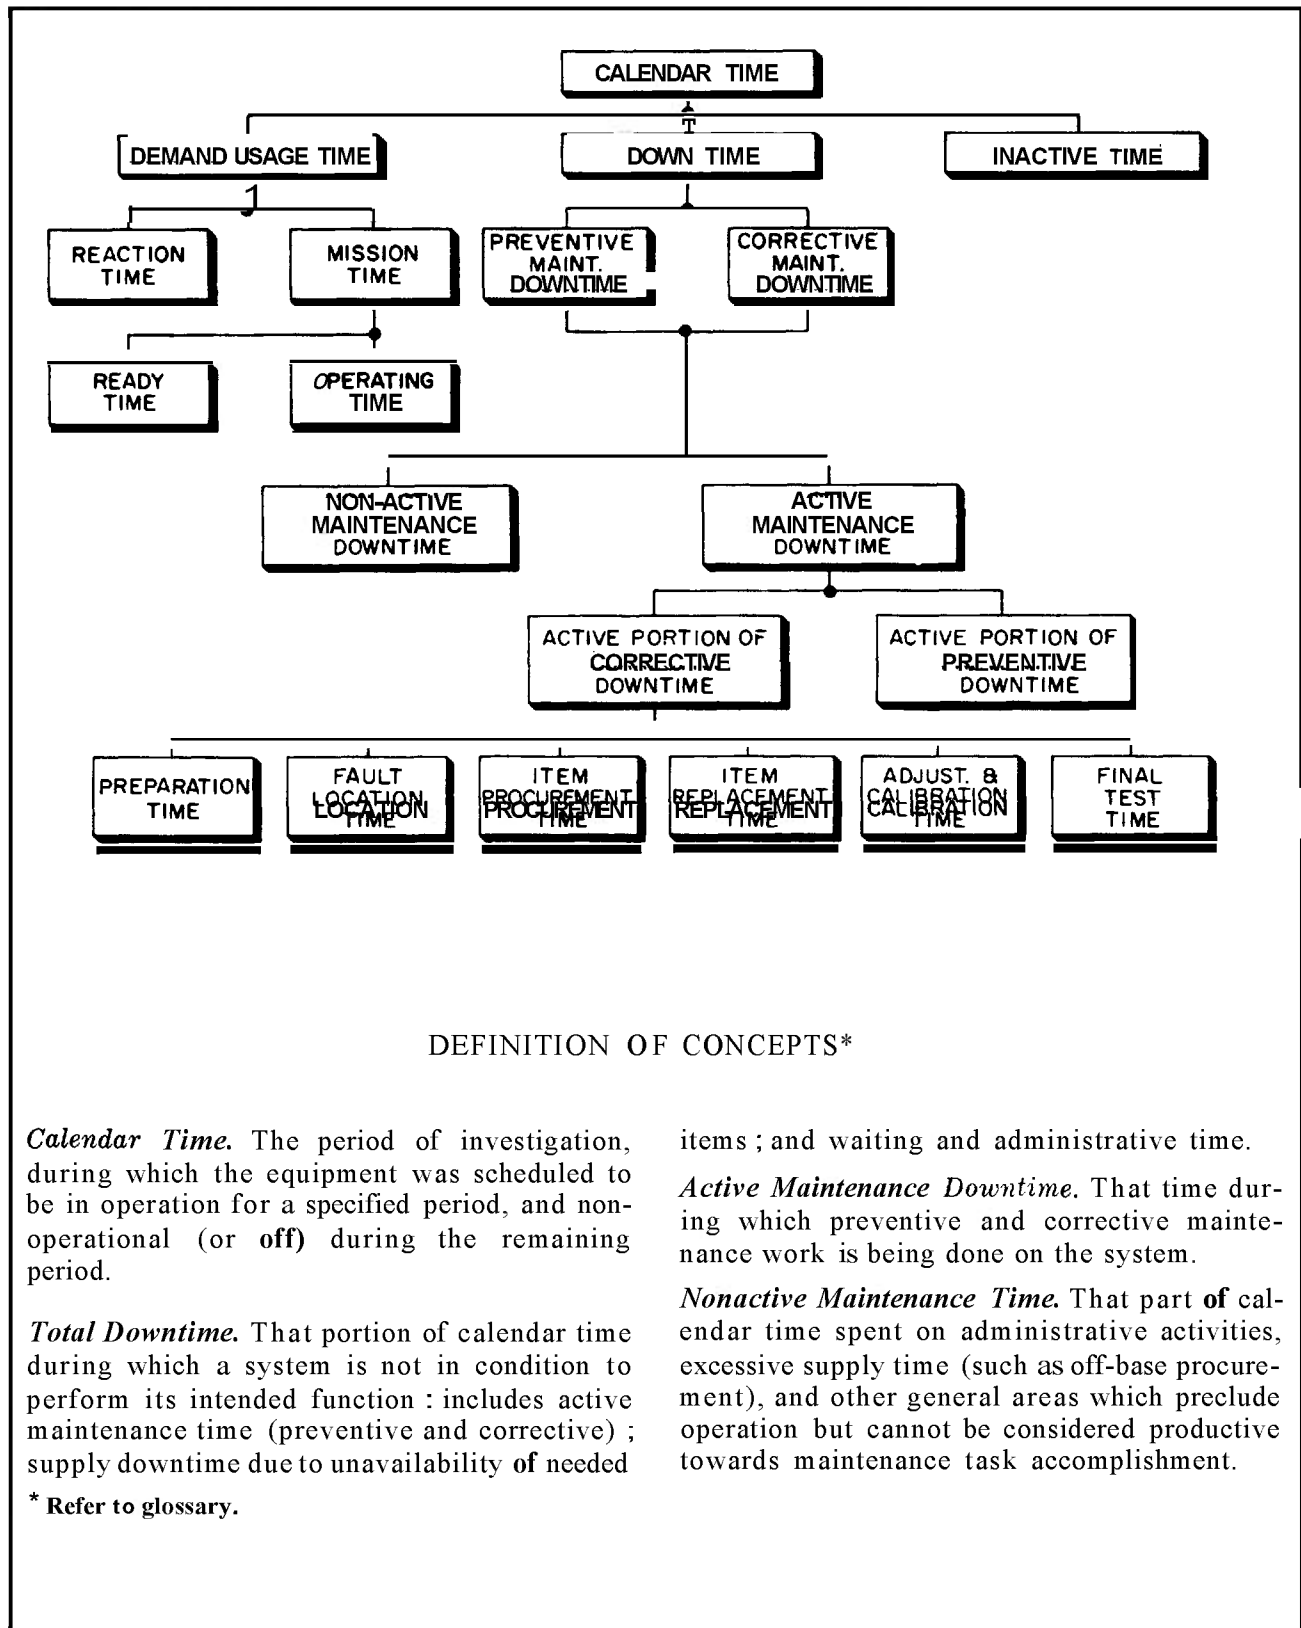 CALENDAR TIME
DEMAND USAGE TIME
DOWN TIME
INACTIVE TIME
REACTION
TIME
MISSION
TIME
PREVENTIVE
MAINT.
DOWNTIME
CORRECTIVE
MAINT.
DOWNTIME
READY
TIME
OPERATING
TIME
NON-ACTIVE
MAINTENANCE
DOWNTIME
ACTIVE
MAINTENANCE
DOWNTIME
ACTIVE PORTION OF
CORRECTIVE
DOWNTIME
ACTIVE PORTION OF
PREVENTIVE
DOWNTIME
PREPARATION
TIME
FAULT
LOCATION
TIME
ITEM
PROCUREMENT
TIME
ITEM
REPLACEMENT
TIME
ADJUST. &
CALIBRATION
TIME
FINAL
TEST
TIME
DEFINITION OF CONCEPTS*
Calendar Time. The period of investigation,
during which the equipment was scheduled to
be in operation for a specified period, and non-
operational (or off) during the remaining
period.
Total Downtime. That portion of calendar time
during which a system is not in condition to
perform its intended function : includes active
maintenance time (preventive and corrective) ;
supply downtime due to unavailability of needed
* Refer to glossary.
items ; and waiting and administrative time.
Active Maintenance Downtime. That time dur-
ing which preventive and corrective mainte-
nance work is being done on the system.
Nonactive Maintenance Time. That part of cal-
endar time spent on administrative activities,
excessive supply time (such as off-base procure-
ment), and other general areas which preclude
operation but cannot be considered productive
towards maintenance task accomplishment.